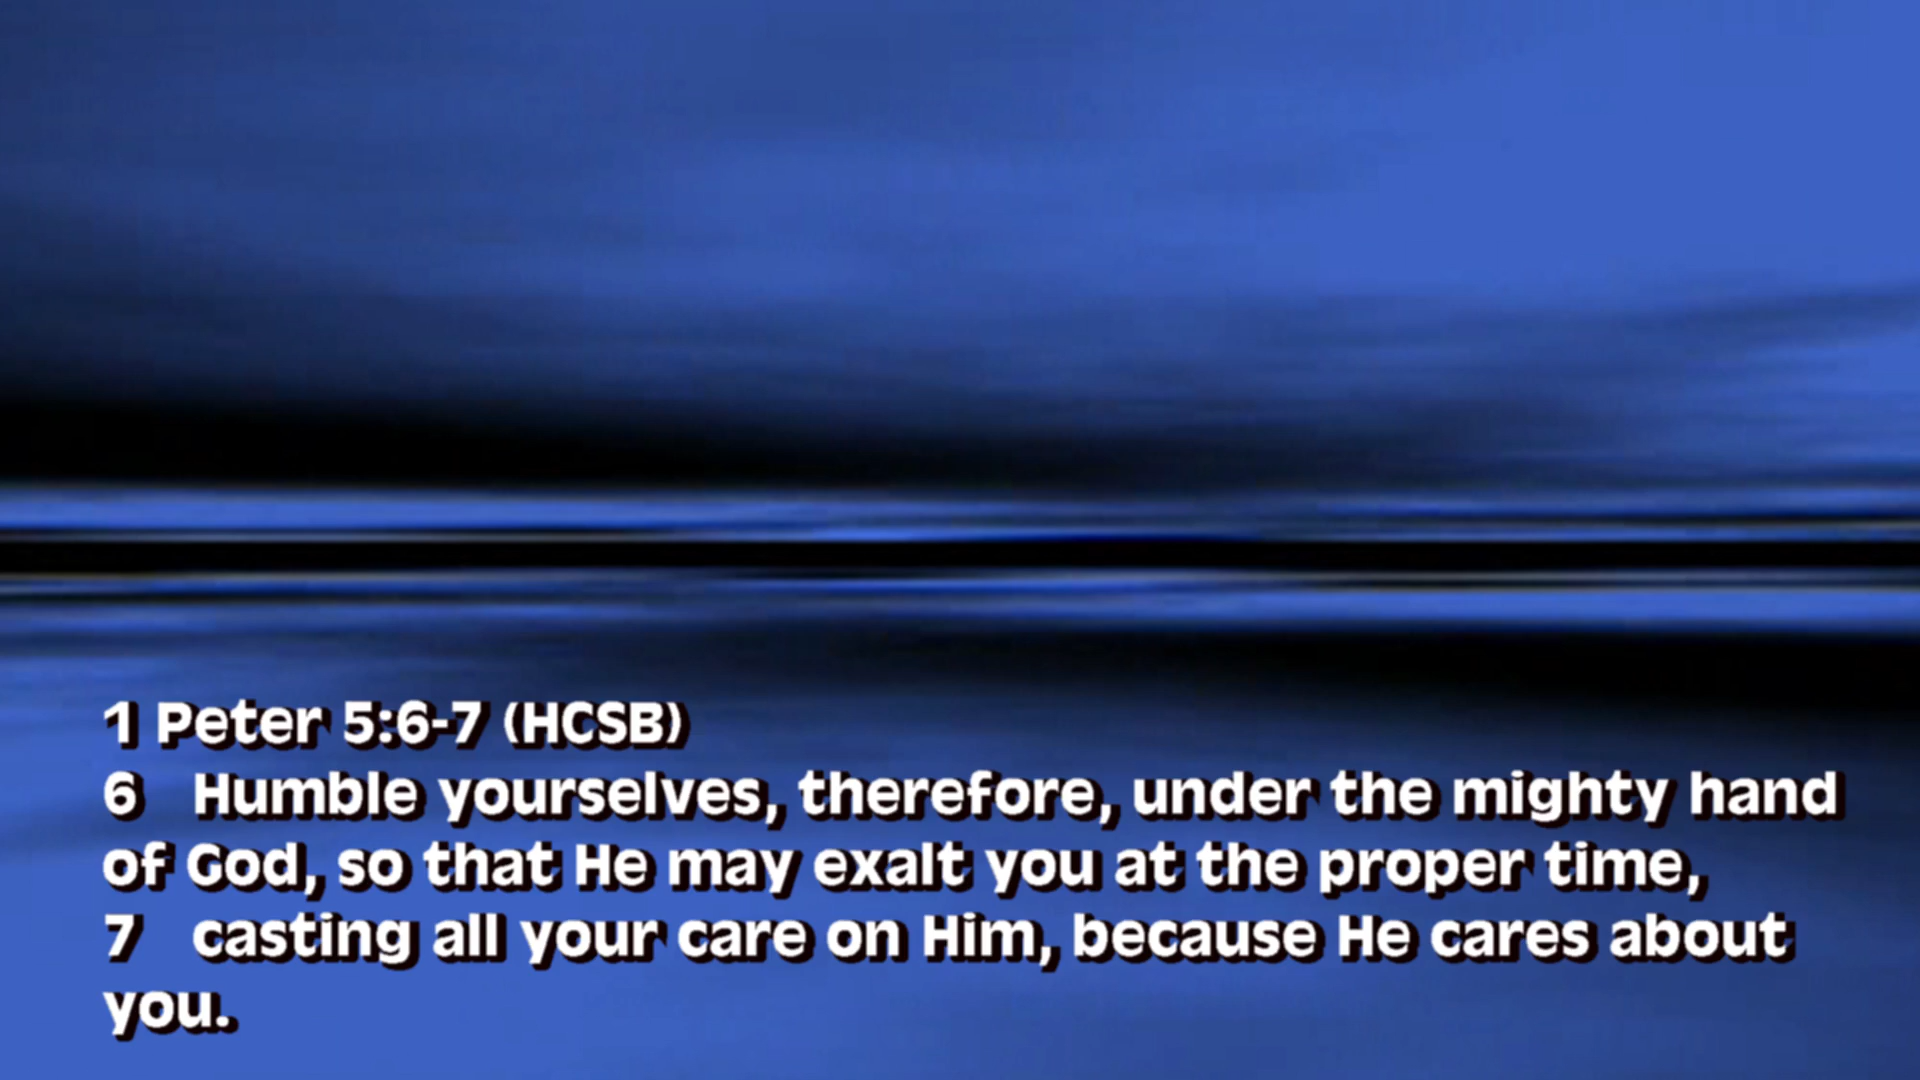 1 Peter 5:6-7 (HCSB)
6 Humble yourselves, therefore, under the mighty hand
of God, so that He may exalt you at the proper time,
7 casting all your care on Him, because He cares about
you.